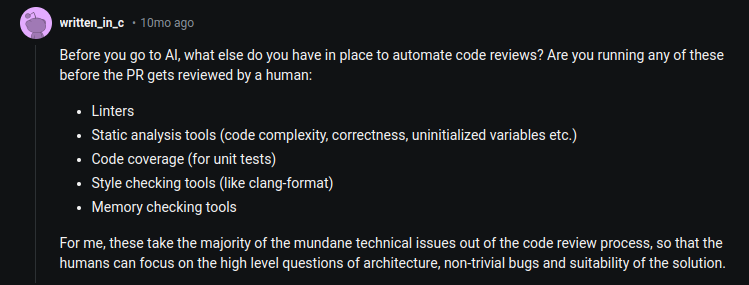 written_in_c • 10mo ago
Before you go to AI, what else do you have in place to automate code reviews? Are you running any of these
before the PR gets reviewed by a human:
• Linters
• Static analysis tools (code complexity, correctness, uninitialized variables etc.)
• Code coverage (for unit tests)
• Style checking tools (like clang-format)
• Memory checking tools
For me, these take the majority of the mundane technical issues out of the code review process, so that the
humans can focus on the high level questions of architecture, non-trivial bugs and suitability of the solution.